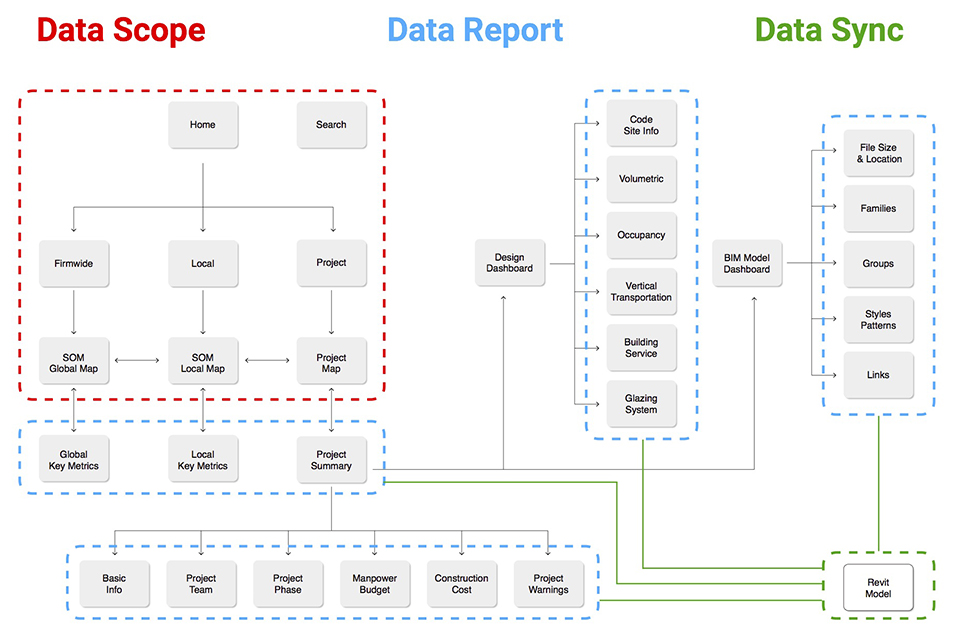 Data Scope
Data Report
Data Sync
Home
Search
Firmwide
Local
Project
SOM
Global Map
SOM
Local Map
Project
Map
Global
Key Metrics
Local
Key Metrics
Project
Summary
Basic
Info
Project
Team
Project
Phase
Manpower
Budget
Construction
Cost
Project
Warnings
Design
Dashboard
Code
Site Info
Volumetric
Occupancy
Vertical
Transportation
Building
Service
Glazing
System
BIM Model
Dashboard
File Size
& Location
Families
Groups
Styles
Patterns
Links
Revit
Model